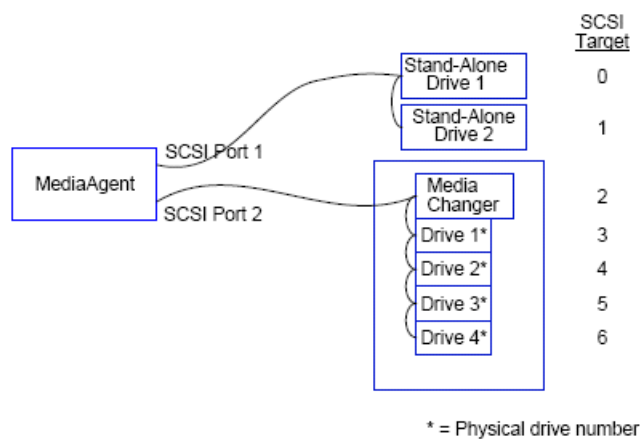 SCSI
Target
Stand-Alone
Drive 1
0
Stand-Alone
Drive 2
1
SCSI Port 1
MediaAgent
SCSI Port 2
Media
Changer
2
Drive 1*
3
Drive 2*
4
Drive 3*
5
Drive 4*
6
* = Physical drive number